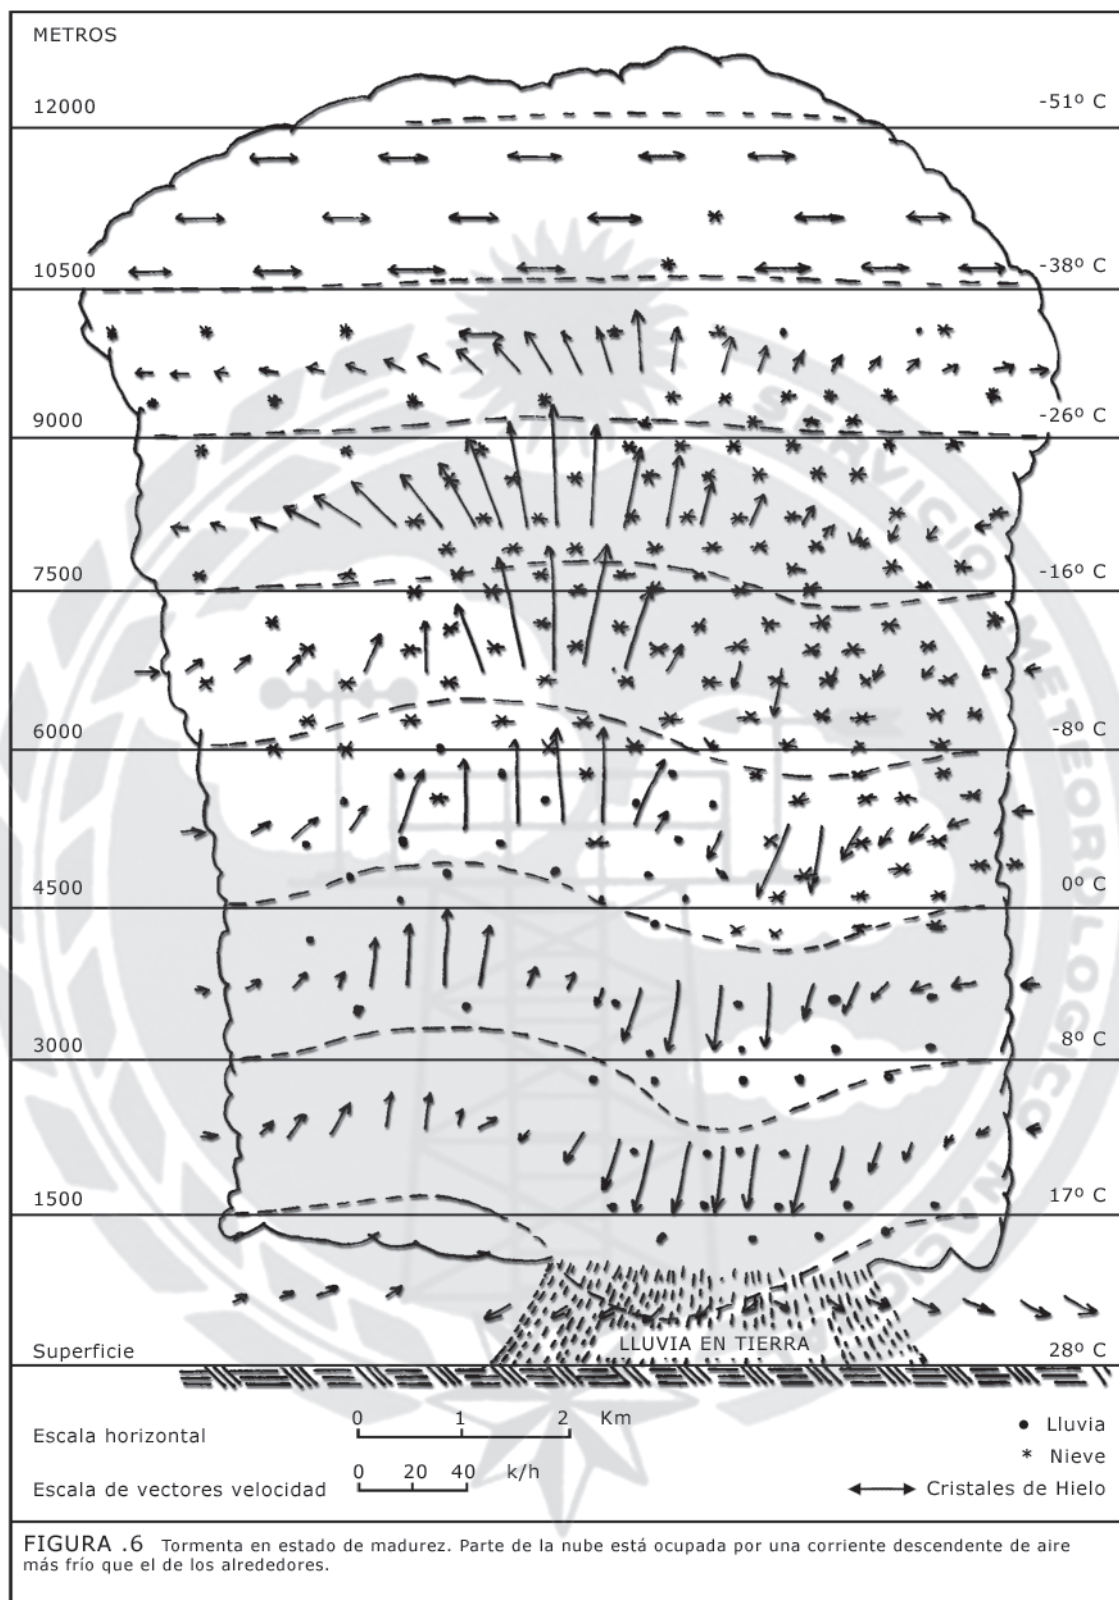 METROS
12000 -51º C
10500 -38º C
9000 -26º C
7500 -16º C
6000 -8º C
4500 0º C
3000 8º C
1500 17º C
LLUVIA EN TIERRA
Superficie 28º C
0 1 2 Km
Escala horizontal
0 20 40 k/h
Escala de vectores velocidad
Lluvia
Nieve
Cristales de Hielo
FIGURA .6 Tormenta en estado de madurez. Parte de la nube está ocupada por una corriente descendente de aire
más frío que el de los alrededores.
SERVICIO METEOROLOGICO NACIONAL